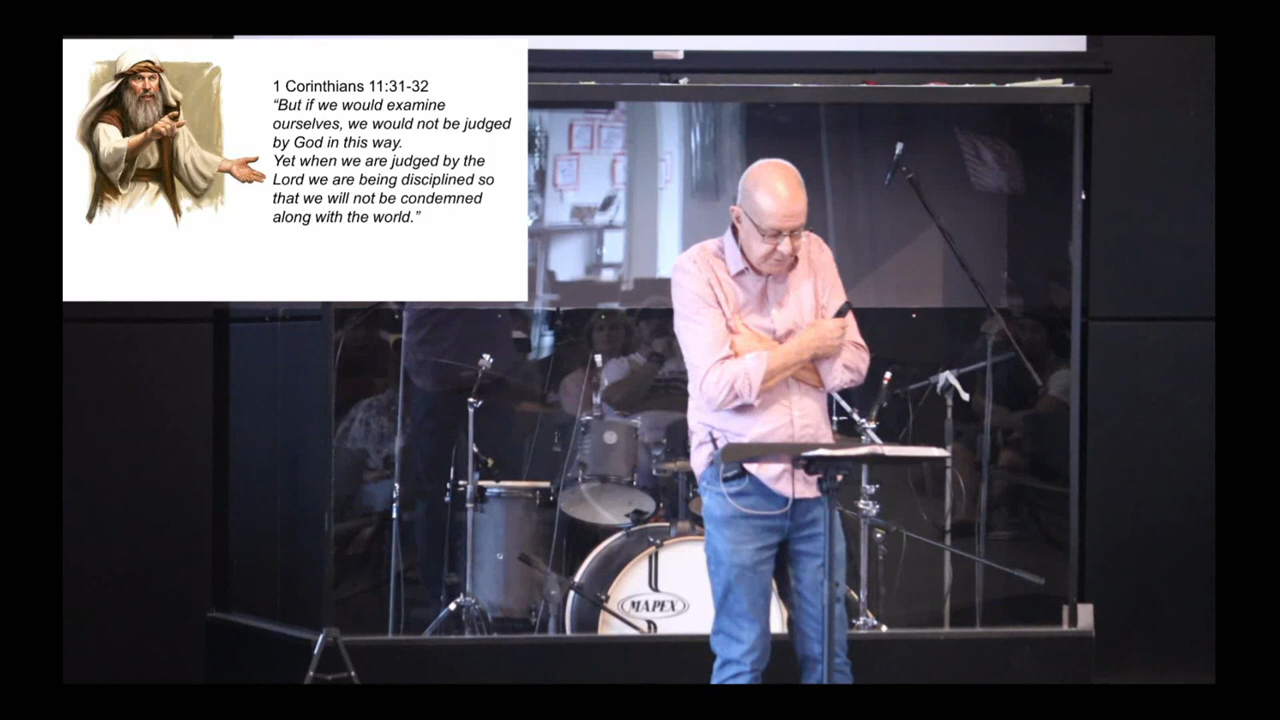 1 Corinthians 11:31-32
“But if we would examine
ourselves, we would not be judged
by God in this way.
Yet when we are judged by the
Lord we are being disciplined so
that we will not be condemned
along with the world.”
MAPEX